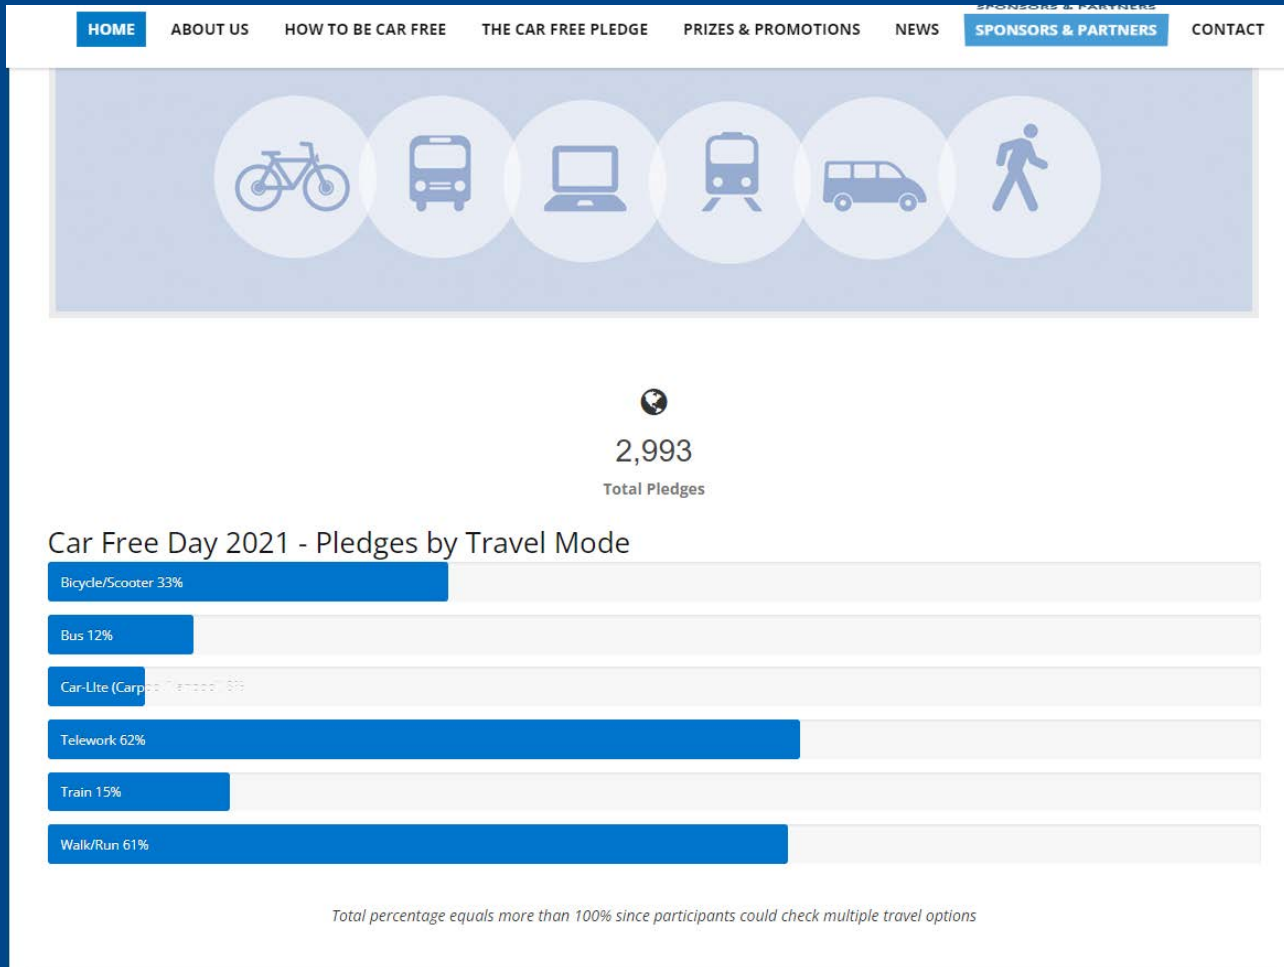 SPONSORS & PARTNERS
HOME ABOUT US HOW TO BE CAR FREE THE CAR FREE PLEDGE PRIZES & PROMOTIONS NEWS SPONSORS & PARTNERS CONTACT
2,993
Total Pledges
Car Free Day 2021 - Pledges by Travel Mode
Bicycle/Scooter 33%
Bus 12%
Car-LIte (Carp
Telework 62%
Train 15%
Walk/Run 61%
Total percentage equals more than 100% since participants could check multiple travel options